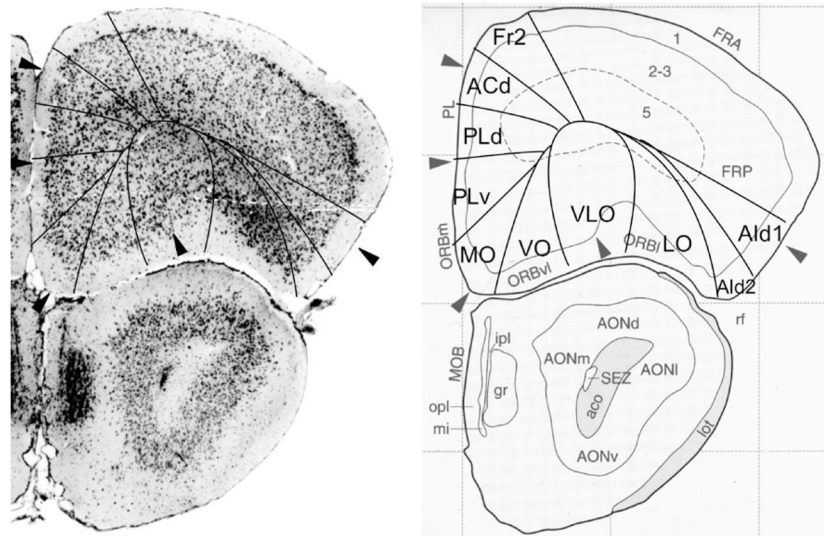 Fr2
1
FRA
ACd
2-3
5
PL
PLd
FRP
PLv
VLO
ORBm
MO
VO
ORBl
LO
AId1
ORBvl
AId2
rf
MOB
ipl
AONd
AONm
SEZ
AONl
gr
opl
aco
mi
lot
AONv